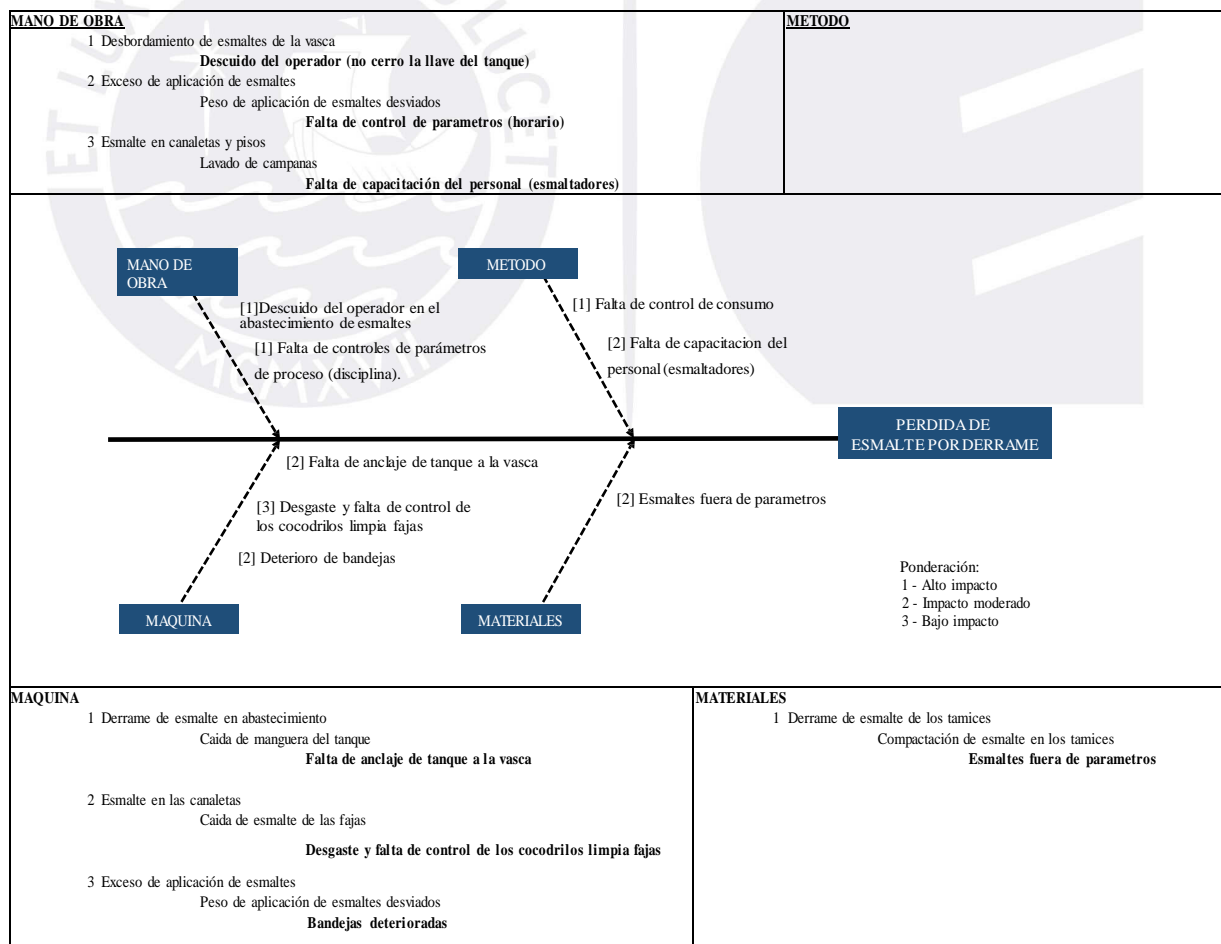 MANO DE OBRA
METODO
1 Desbordamiento de esmaltes de la vasca
Descuido del operador (no cerro la llave del tanque)
2 Exceso de aplicación de esmaltes
Peso de aplicación de esmaltes desviados
Falta de control de parametros (horario)
3 Esmalte en canaletas y pisos
Lavado de campanas
Falta de capacitación del personal (esmaltadores)
ET LUX
LUCET
MCMXVII
MANO DE
OBRA
METODO
[1]Descuido del operador en el
abastecimiento de esmaltes
[1] Falta de controles de parámetros
de proceso (disciplina).
[1] Falta de control de consumo
[2] Falta de capacitacion del
personal (esmaltadores)
PERDIDA DE
ESMALTE POR DERRAME
[2] Falta de anclaje de tanque a la vasca
[3] Desgaste y falta de control de
los cocodrilos limpia fajas
[2] Deterioro de bandejas
[2] Esmaltes fuera de parametros
MAQUINA
MATERIALES
Ponderación:
1 - Alto impacto
2 - Impacto moderado
3 - Bajo impacto
MAQUINA
1 Derrame de esmalte en abastecimiento
Caida de manguera del tanque
Falta de anclaje de tanque a la vasca
2 Esmalte en las canaletas
Caida de esmalte de las fajas
Desgaste y falta de control de los cocodrilos limpia fajas
3 Exceso de aplicación de esmaltes
Peso de aplicación de esmaltes desviados
Bandejas deterioradas
MATERIALES
1 Derrame de esmalte de los tamices
Compactación de esmalte en los tamices
Esmaltes fuera de parametros